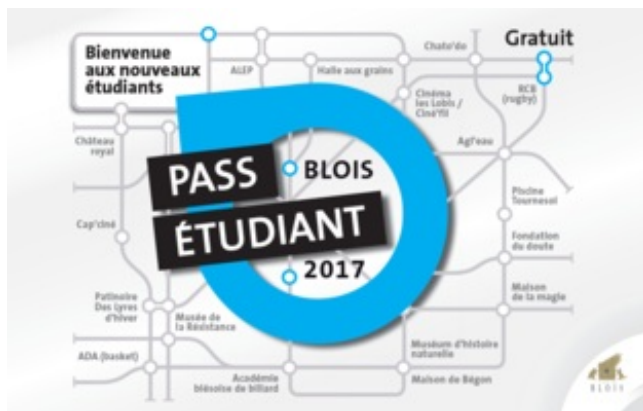 Bienvenue
aux nouveaux
étudiants
ALEP
Halle aux grains
Chato'do
Gratuit
RCB
(rugby)
Cinéma
les Lobis /
Ciné'fil
Château
royal
Agl'eau
PASS
ÉTUDIANT
BLOIS
2017
Piscine
Tournesol
Cap'ciné
Fondation
du doute
Patinoire
Des Lyres
d'hiver
Musée de
la Résistance
Maison
de la magie
ADA (basket)
Muséum d'histoire
naturelle
Académie
blésoise de billard
Maison de Bégon
BLOIS